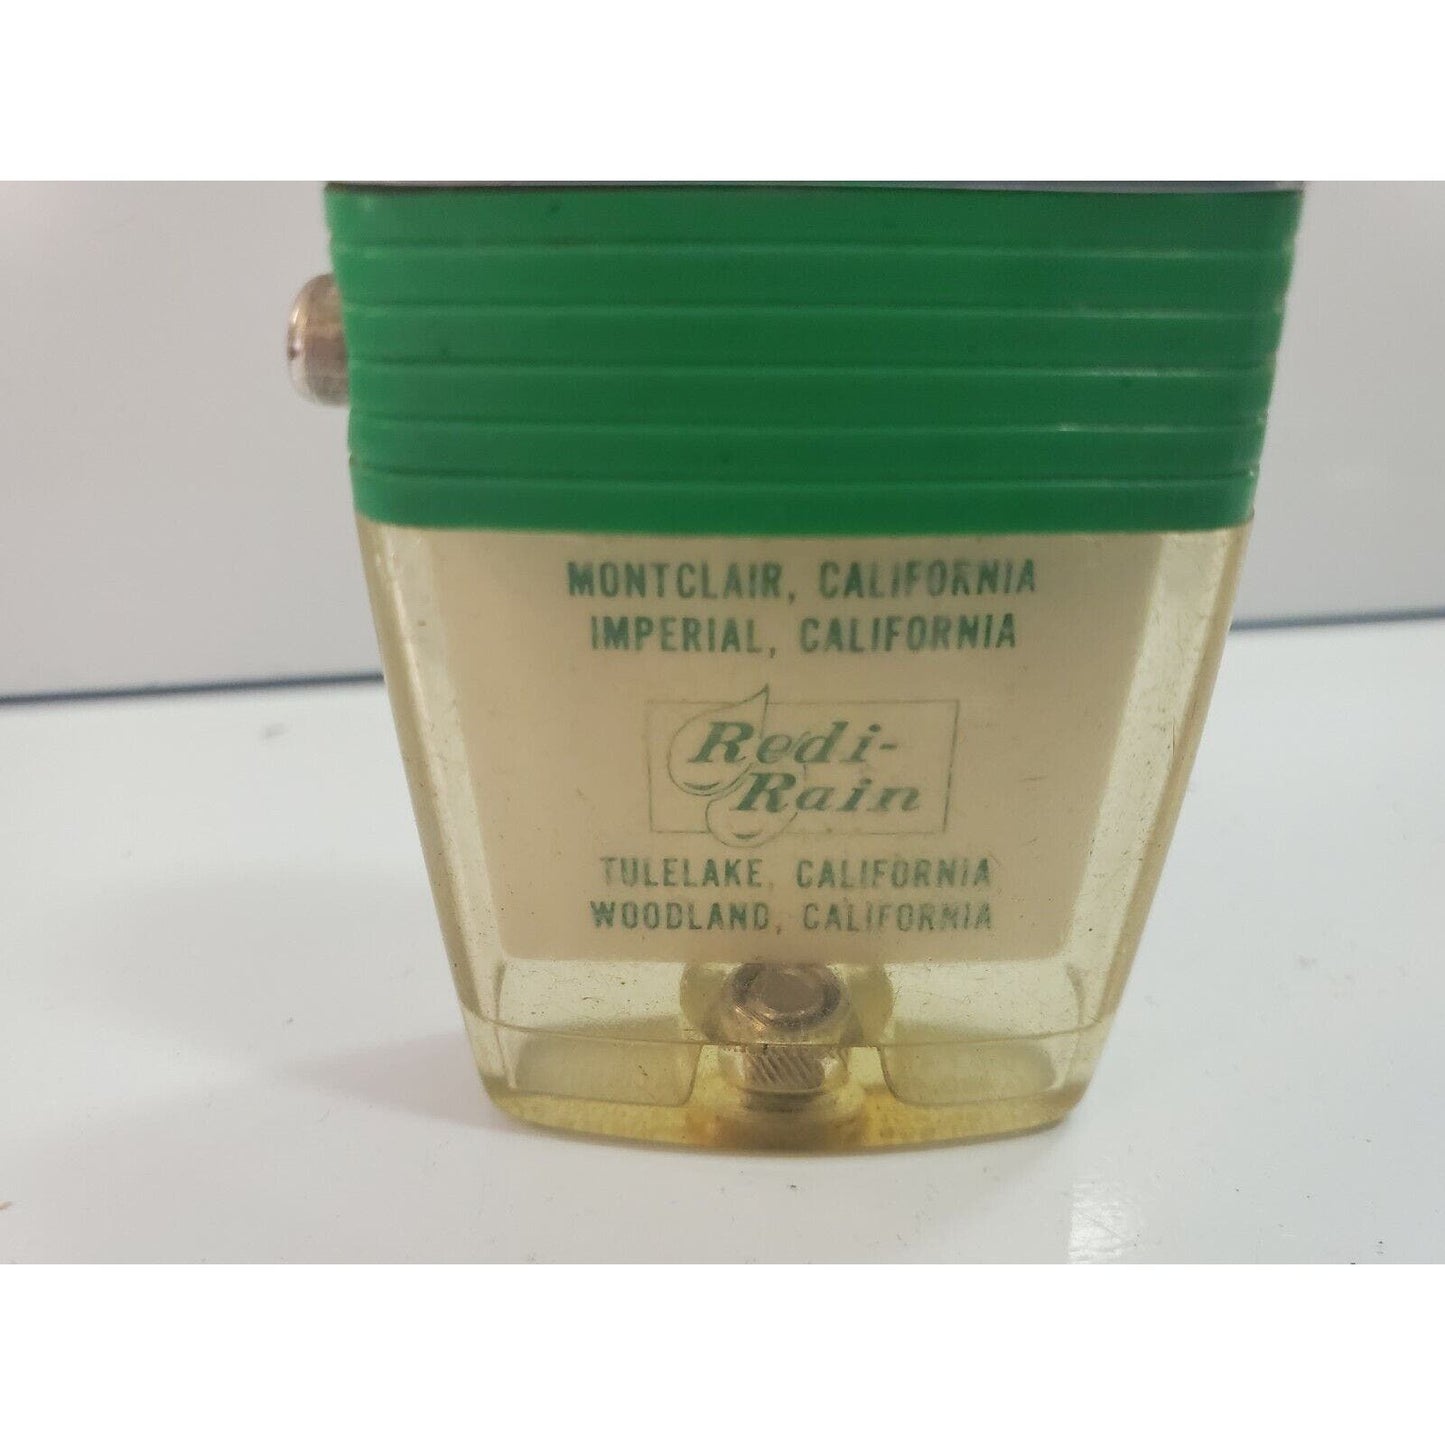 MONTCLAIR, CALIFORNIA
IMPERIAL, CALIFORNIA
Redi-
Rain
TULELAKE, CALIFORNIA
WOODLAND, CALIFORNIA